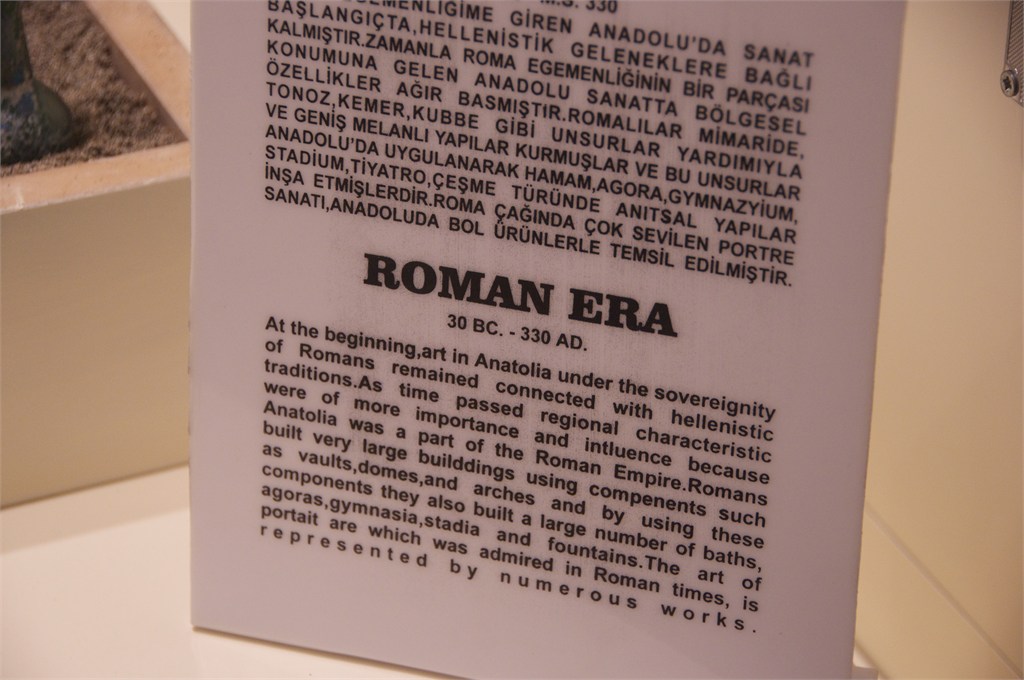 M.S. 330
EGEMENLİĞİME GİREN ANADOLU'DA SANAT
BAŞLANGIÇTA,HELLENİSTİK GELENEKLERE BAĞLI
KALMIŞTIR.ZAMANLA ROMA EGEMENLİĞİNİN BİR PARÇASI
KONUMUNA GELEN ANADOLU SANATTA BÖLGESEL
ÖZELLİKLER AĞIR BASMIŞTIR.ROMALILAR MİMARİDE,
TONOZ,KEMER,KUBBE GİBİ UNSURLAR YARDIMIYLA
VE GENİŞ MELANLI YAPILAR KURMUŞLAR VE BU UNSURLAR
ANADOLU'DA UYGULANARAK HAMAM,AGORA,GYMNAZYİUM,
STADİUM,TİYATRO,ÇEŞME TÜRÜNDE ANITSAL YAPILAR
İNŞA ETMİŞLERDİR.ROMA ÇAĞINDA ÇOK SEVİLEN PORTRE
SANATI,ANADOLUDA BOL ÜRÜNLERLE TEMSİL EDİLMİŞTİR.
ROMAN ERA
30 BC. - 330 AD.
At the beginning,art in Anatolia under the sovereignity
of Romans remained connected with hellenistic
traditions.As time passed regional characteristic
were of more importance and intluence because
Anatolia was a part of the Roman Empire.Romans
built very large builddings using compenents such
as vaults,domes,and arches and by using these
components they also built a large number of baths,
agoras,gymnasia,stadia and fountains.The art of
portait are which was admired in Roman times, is
represented by numerous works.